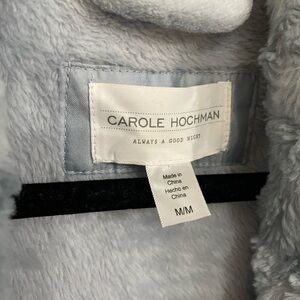 CAROLE HOCHMAN
ALWAYS A GOOD NIGHT
Made in
China
Hecho en
China
M/M